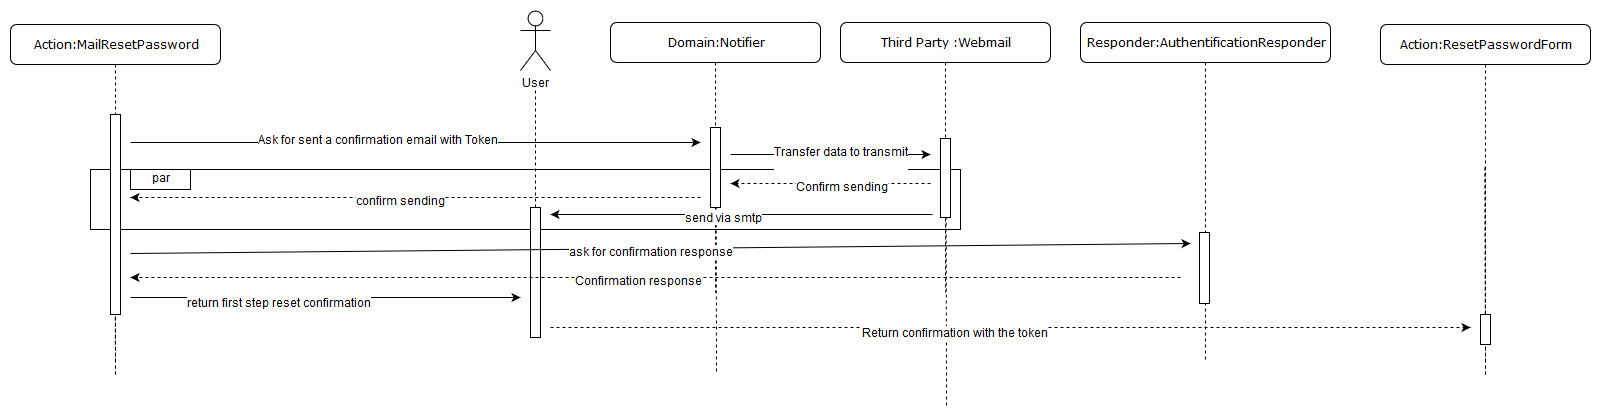 Action:MailResetPassword
User
Domain:Notifier
Third Party :Webmail
Responder:AuthentificationResponder
Action:ResetPasswordForm
Ask for sent a confirmation email with Token
Transfer data to transmit
par
Confirm sending
confirm sending
send via smtp
ask for confirmation response
Confirmation response
return first step reset confirmation
Return confirmation with the token